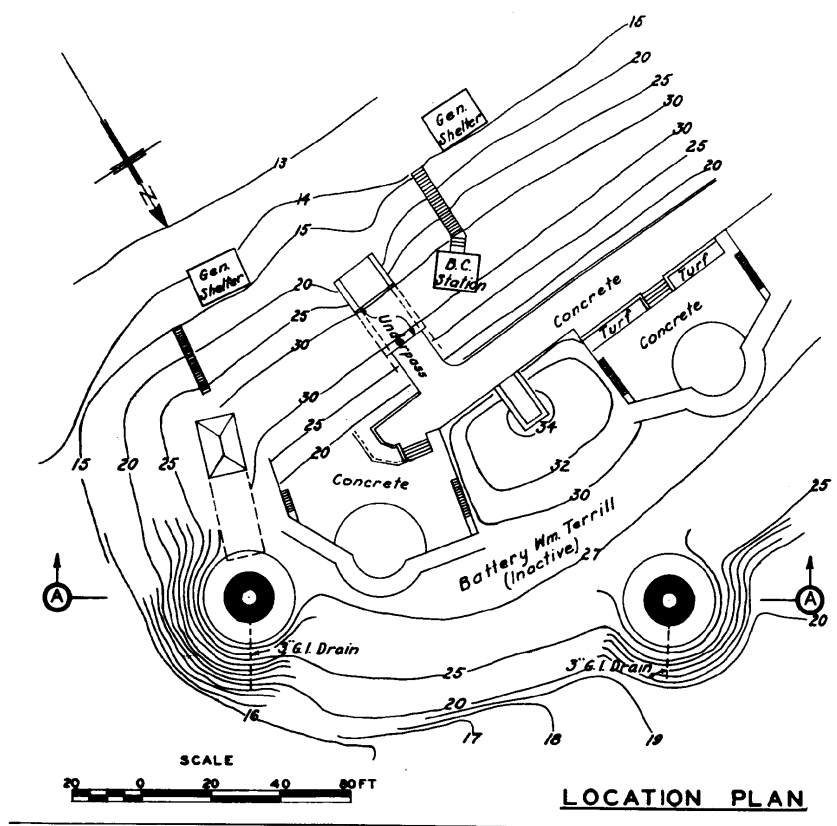 15
20
25
30
30
25
20
Gen.
Shelter
13
14
15
N
Gen.
Shelter
B.C.
Station
20
25
30
Underpass
Concrete
Turf
Turf
Concrete
30
25
20
34
32
30
15
20
25
Concrete
25
Battery Wm. Terrill
(Inactive)
27
A
A
20
3" G.I. Drain
3" G.I. Drain
25
20
16
17
18
19
SCALE
20 0 20 40 60 80 FT
LOCATION PLAN